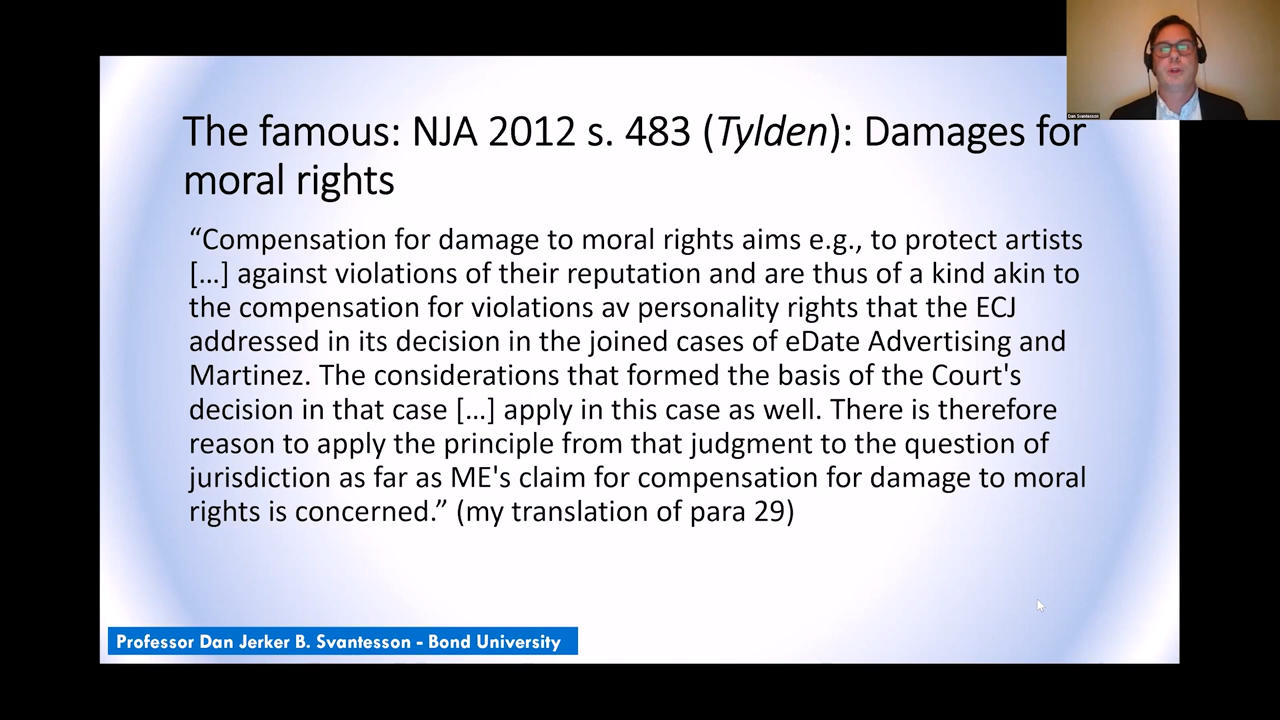 The famous: NJA 2012 s. 483 (Tylden): Damages for
moral rights
“Compensation for damage to moral rights aims e.g., to protect artists
[…] against violations of their reputation and are thus of a kind akin to
the compensation for violations av personality rights that the ECJ
addressed in its decision in the joined cases of eDate Advertising and
Martinez. The considerations that formed the basis of the Court's
decision in that case […] apply in this case as well. There is therefore
reason to apply the principle from that judgment to the question of
jurisdiction as far as ME's claim for compensation for damage to moral
rights is concerned.” (my translation of para 29)
Professor Dan Jerker B. Svantesson - Bond University
Dan Svantesson